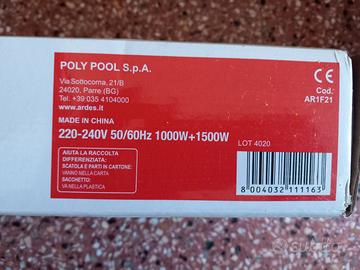 POLY POOL S.p.A.
Via Sottocorna, 21/B
24020, Parre (BG)
Tel. +39 035 4104000
www.ardes.it
CE
Cod.:
AR1F21
MADE IN CHINA
220-240V 50/60Hz 1000W+1500W
LOT 4020
AIUTA LA RACCOLTA
DIFFERENZIATA:
SCATOLA E PARTI IN CARTONE:
VANNO NELLA CARTA
SACCHETTO:
VA NELLA PLASTICA
8 004032 111163
subito